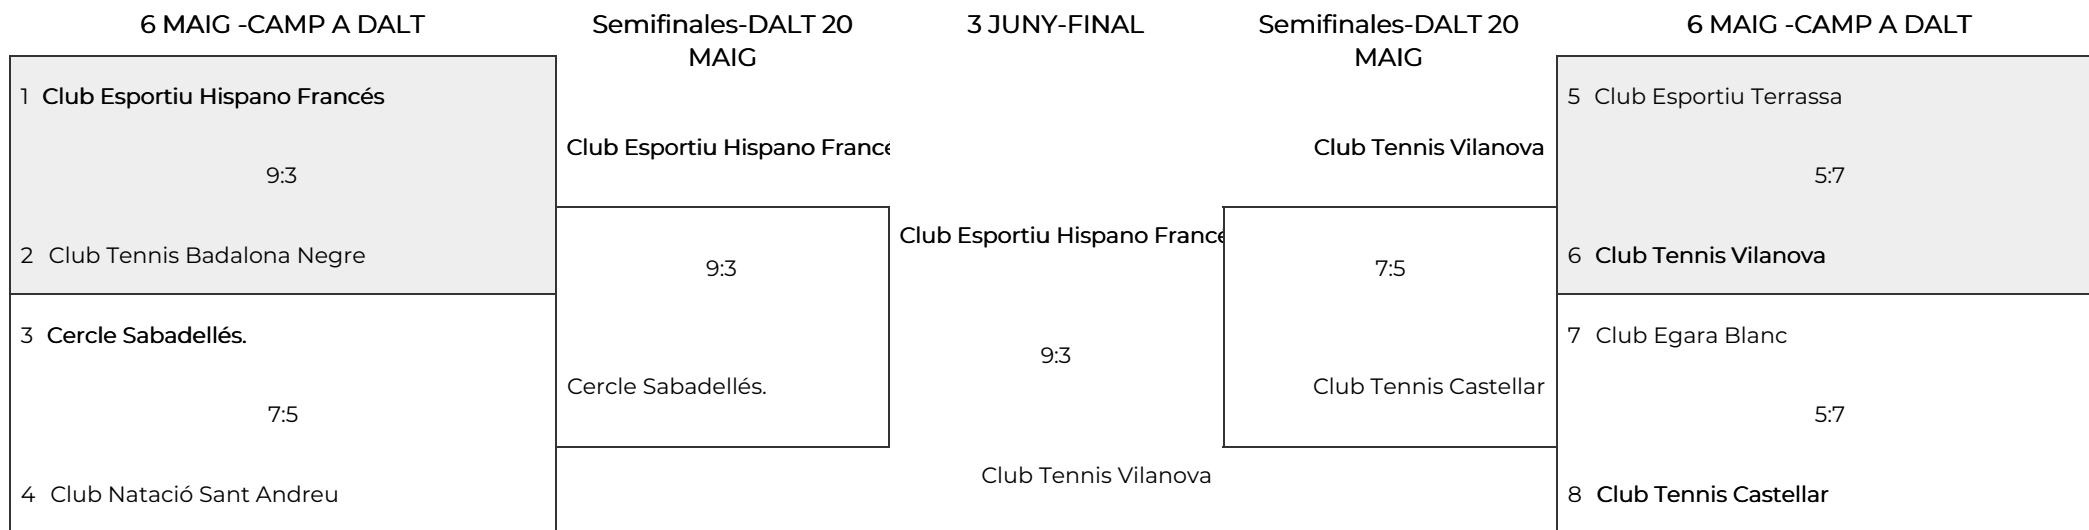 6 MAIG -CAMP A DALT
Semifinales-DALT 20
MAIG
3 JUNY-FINAL
Semifinales-DALT 20
MAIG
6 MAIG -CAMP A DALT
1 Club Esportiu Hispano Francés
9:3
2 Club Tennis Badalona Negre
3 Cercle Sabadellés.
7:5
4 Club Natació Sant Andreu
Club Esportiu Hispano France
9:3
Cercle Sabadellés.
Club Esportiu Hispano France
9:3
Club Tennis Vilanova
Club Tennis Vilanova
7:5
Club Tennis Castellar
5 Club Esportiu Terrassa
5:7
6 Club Tennis Vilanova
7 Club Egara Blanc
5:7
8 Club Tennis Castellar